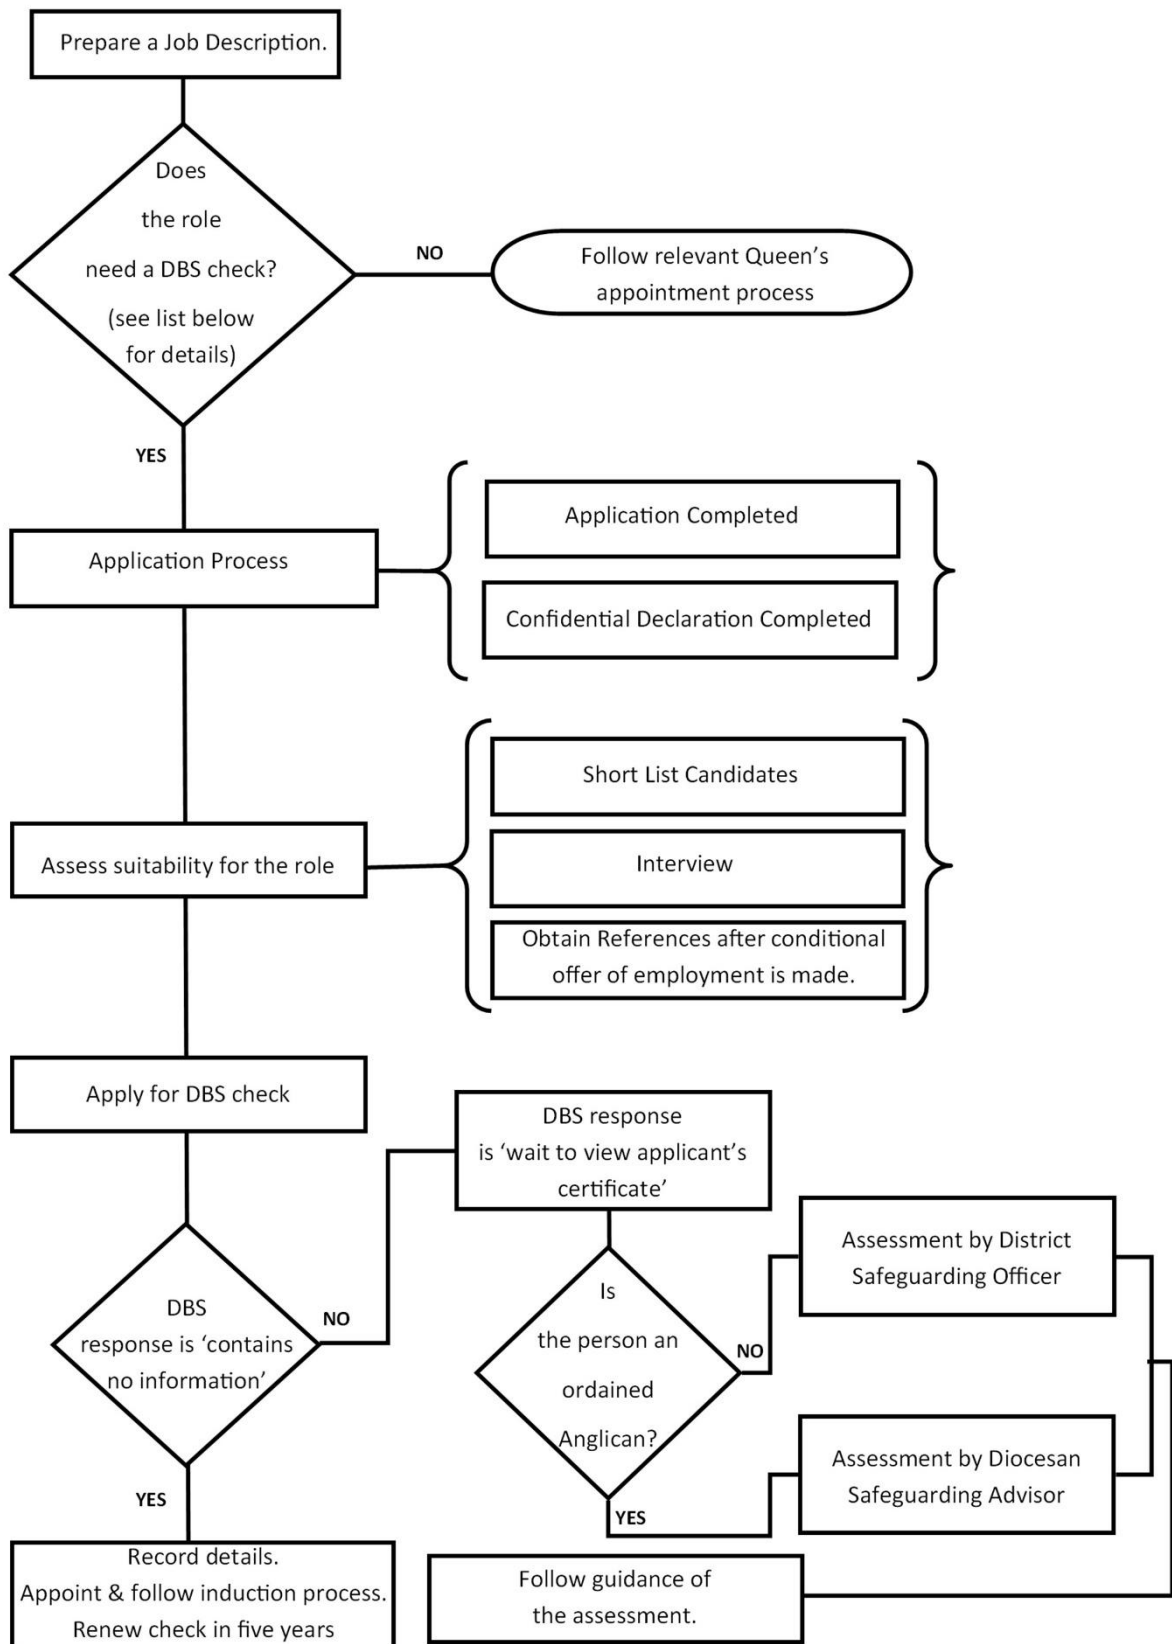 Prepare a Job Description.
Does
the role
need a DBS check?
(see list below
for details)
NO
Follow relevant Queen’s
appointment process
YES
Application Process
Application Completed
Confidential Declaration Completed
Assess suitability for the role
Short List Candidates
Interview
Obtain References after conditional
offer of employment is made.
Apply for DBS check
DBS response
is ‘wait to view applicant’s
certificate’
DBS
response is ‘contains
no information’
NO
Is
the person an
ordained
Anglican?
NO
Assessment by District
Safeguarding Officer
YES
Assessment by Diocesan
Safeguarding Advisor
YES
Record details.
Appoint & follow induction process.
Renew check in five years
Follow guidance of
the assessment.